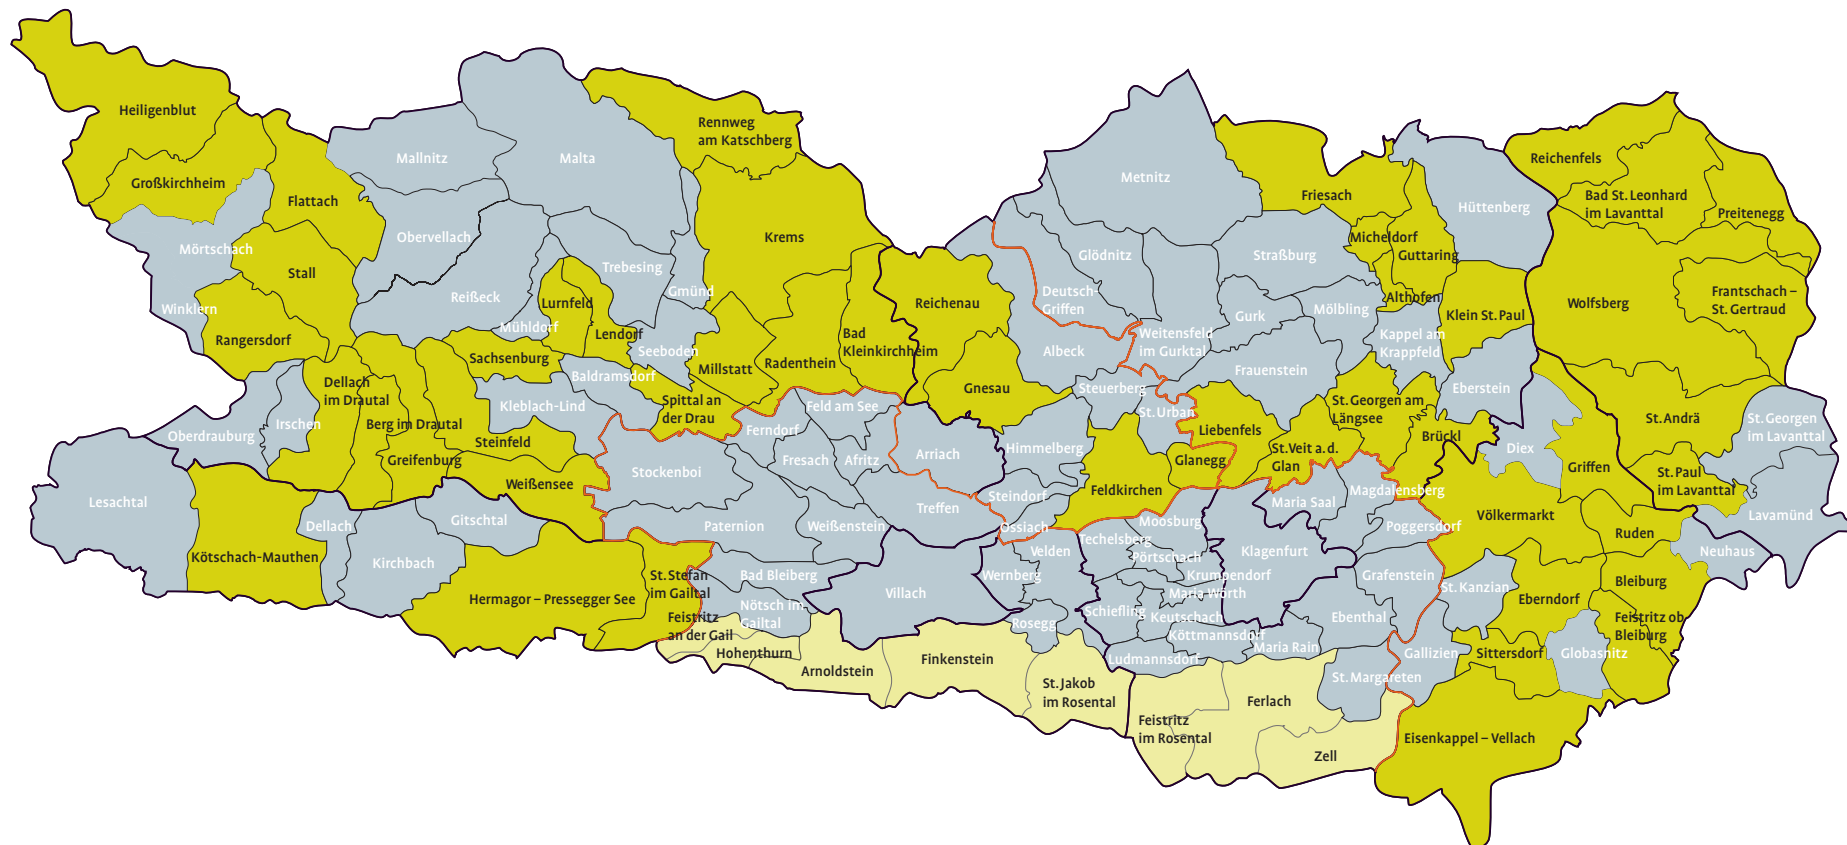 Heiligenblut
Großkirchheim
Flattach
Mörtschach
Stall
Winklern
Rangersdorf
Mallnitz
Malta
Obervellach
Reißeck
Mühldorf
Rennweg
am Katschberg
Krems
Trebesing
Gmünd
Lurnfeld
Lendorf
Seeboden
Millstatt
Radenthein
Bad
Kleinkirchheim
Sachsenburg
Baldramsdorf
Spittal an
der Drau
Kleblach-Lind
Dellach
im Drautal
Irschen
Oberdrauburg
Berg im Drautal
Greifenburg
Steinfeld
Weißensee
Lesachtal
Kötschach-Mauthen
Dellach
Kirchbach
Gitschtal
Hermagor – Pressegger See
St. Stefan
im Gailtal
Feistritz
an der Gail
Hohenthurn
Nötsch im
Gailtal
Bad Bleiberg
Arnoldstein
Finkenstein
St. Jakob
im Rosental
Stockenboi
Paternion
Weißenstein
Ferndorf
Feld am See
Fresach
Afritz
Arriach
Treffen
Villach
Wernberg
Velden
Rosegg
Reichenau
Gnesau
Albeck
Deutsch-
Griffen
Glödnitz
Metnitz
Weitensfeld
im Gurktal
Steuerberg
St. Urban
Himmelberg
Steindorf
Ossiach
Feldkirchen
Glanegg
Liebenfels
Friesach
Straßburg
Gurk
Mölbling
Frauenstein
Micheldorf
Guttaring
Althofen
Kappel am
Krappfeld
Hüttenberg
Klein St. Paul
Eberstein
St. Georgen am
Längsee
Brückl
St. Veit a. d.
Glan
Maria Saal
Magdalensberg
Poggersdorf
Moosburg
Techelsberg
Pörtschach
Krumpendorf
Klagenfurt
Maria Wörth
Schiefling
Keutschach
Köttmannsdorf
Maria Rain
Ludmannsdorf
Ebenthal
Grafenstein
St. Margareten
Feistritz
im Rosental
Ferlach
Zell
Reichenfels
Bad St. Leonhard
im Lavanttal
Preitenegg
Wolfsberg
Frantschach –
St. Gertraud
St. Andrä
St. Georgen
im Lavanttal
St. Paul
im Lavanttal
Lavamünd
Diex
Griffen
Völkermarkt
Ruden
Neuhaus
Bleiburg
Feistritz ob
Bleiburg
Eberndorf
St. Kanzian
Gallizien
Sittersdorf
Globasnitz
Eisenkappel – Vellach